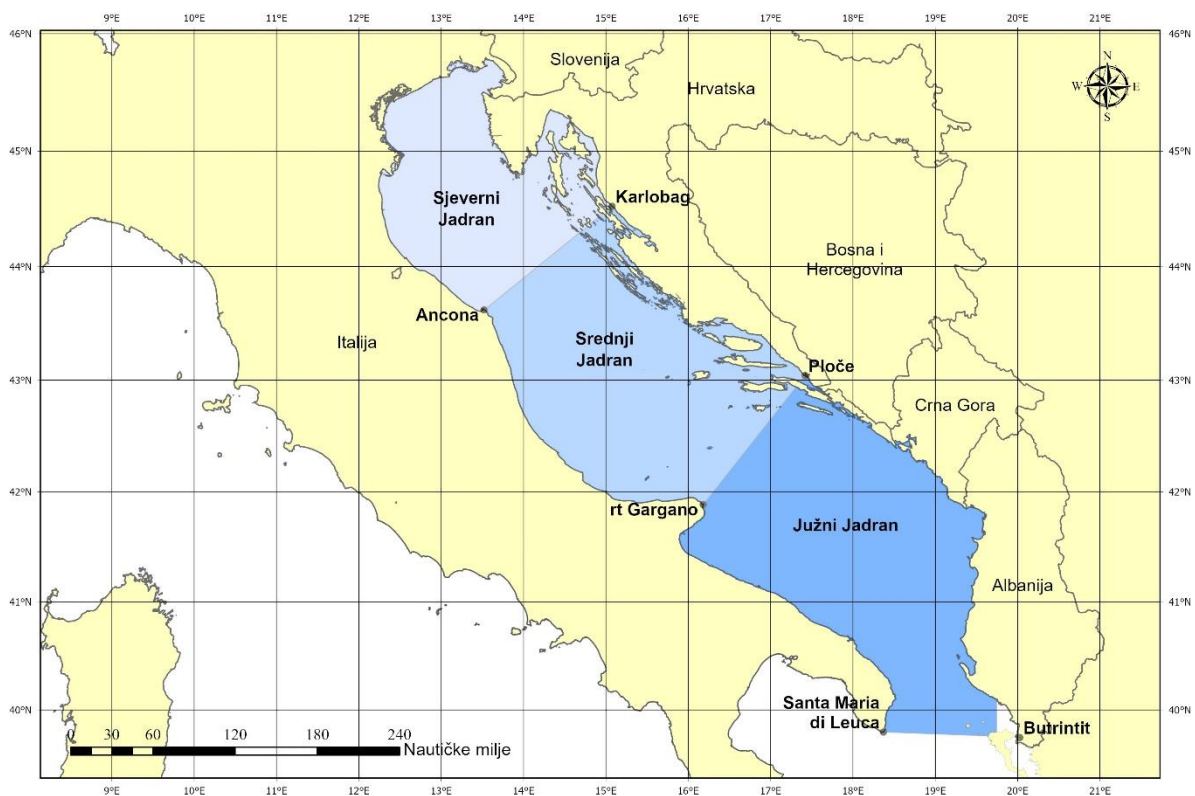 9°E 10°E 11°E 12°E 13°E 14°E 15°E 16°E 17°E 18°E 19°E 20°E 21°E
46°N 46°N
Slovenija
Hrvatska
N
W E
S
45°N 45°N
Sjeverni
Jadran
Karlobag
Bosna i
Hercegovina
44°N 44°N
Ancona
Italija
Srednji
Jadran
Ploče
43°N 43°N
Crna Gora
42°N 42°N
rt Gargano
Južni Jadran
Albanija
41°N 41°N
Santa Maria
di Leuca
40°N 40°N
Butrintit
0 30 60 120 180 240
Nautičke milje
9°E 10°E 11°E 12°E 13°E 14°E 15°E 16°E 17°E 18°E 19°E 20°E 21°E